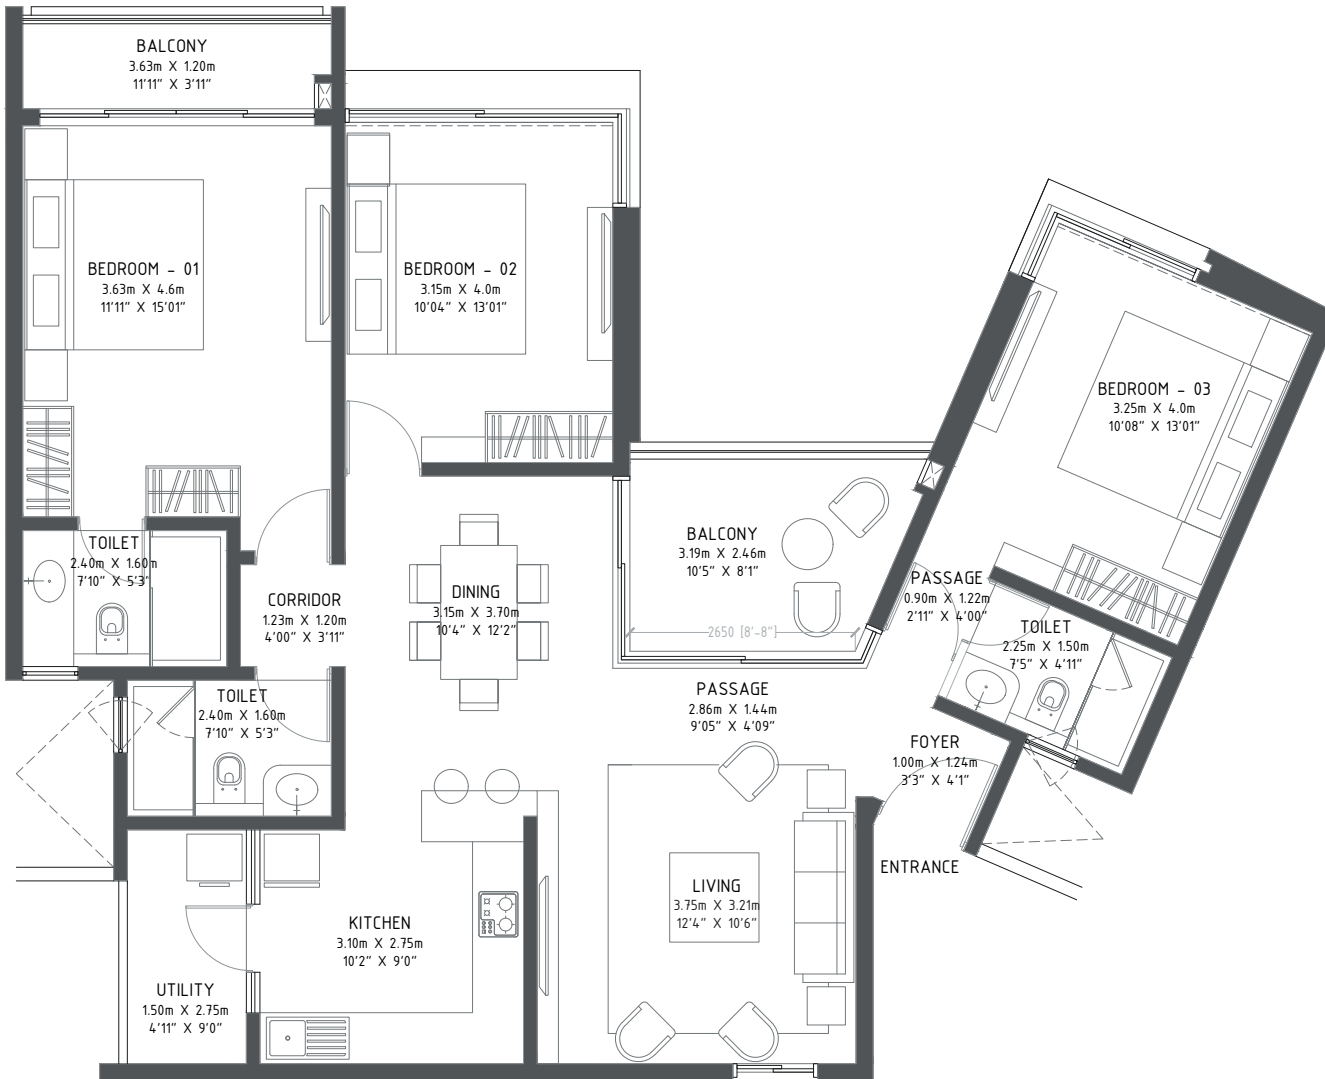 BALCONY
3.63m X 1.20m
11'11" X 3'11"
BEDROOM - 01
3.63m X 4.6m
11'11" X 15'01"
BEDROOM - 02
3.15m X 4.0m
10'04" X 13'01"
BEDROOM - 03
3.25m X 4.0m
10'08" X 13'01"
TOILET
2.40m X 1.60m
7'10" X 5'3"
CORRIDOR
1.23m X 1.20m
4'00" X 3'11"
DINING
3.15m X 3.70m
10'4" X 12'2"
BALCONY
3.19m X 2.46m
10'5" X 8'1"
2650 [8'-8"]
PASSAGE
0.90m X 1.22m
2'11" X 4'00"
TOILET
2.25m X 1.50m
7'5" X 4'11"
TOILET
2.40m X 1.60m
7'10" X 5'3"
PASSAGE
2.86m X 1.44m
9'05" X 4'09"
FOYER
1.00m X 1.24m
3'3" X 4'1"
ENTRANCE
LIVING
3.75m X 3.21m
12'4" X 10'6"
KITCHEN
3.10m X 2.75m
10'2" X 9'0"
UTILITY
1.50m X 2.75m
4'11" X 9'0"